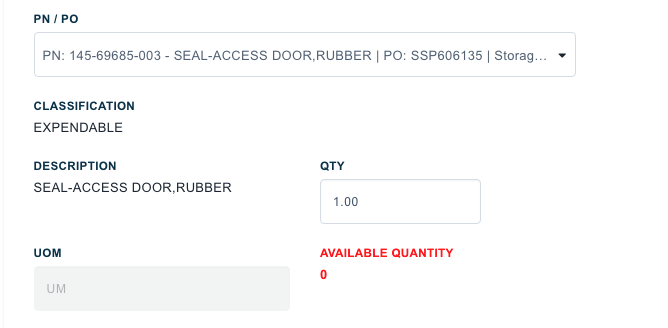 PN / PO
PN: 145-69685-003 - SEAL-ACCESS DOOR,RUBBER | PO: SSP606135 | Storag...
CLASSIFICATION
EXPENDABLE
DESCRIPTION
SEAL-ACCESS DOOR,RUBBER
QTY
1.00
UOM
UM
AVAILABLE QUANTITY
0